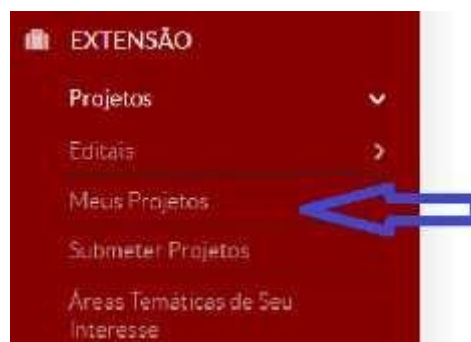 EXTENSÃO
Projetos
Editais
Meus Projetos
Submeter Projetos
Áreas Temáticas de Seu
Interesse